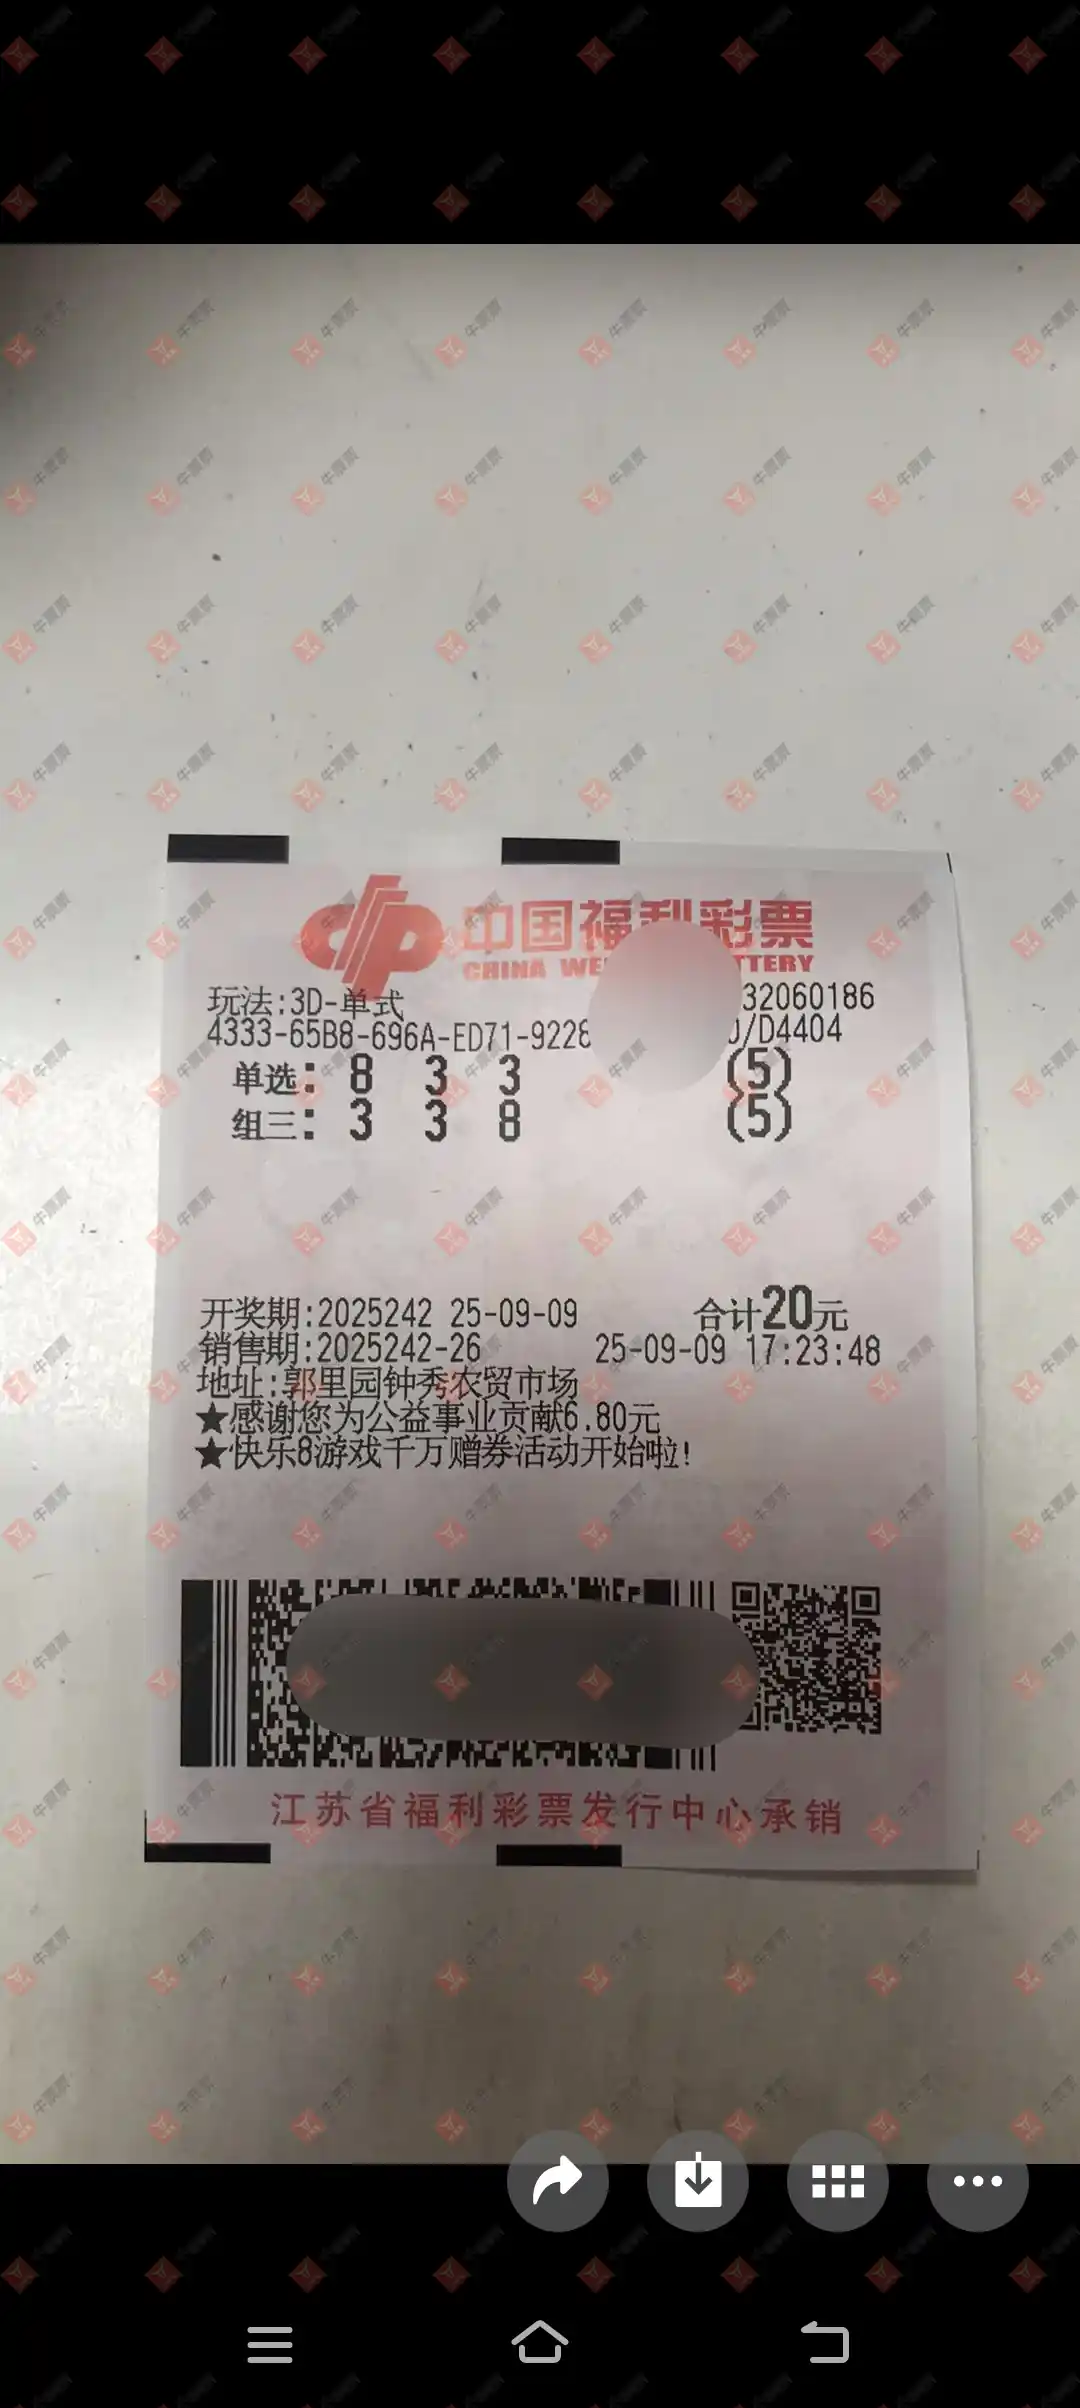 中国福利彩票
CHINA WE TTERY
玩法:3D-单式 32060186
4333-65B8-696A-ED71-9228 /D4404
单选: 8 3 3 (5)
组三: 3 3 8 (5)
开奖期:2025242 25-09-09 合计20元
销售期:2025242-26 25-09-09 17:23:48
地址:郭里园钟秀农贸市场
★感谢您为公益事业贡献6.80元
★快乐8游戏千万赠券活动开始啦!
江苏省福利彩票发行中心承销